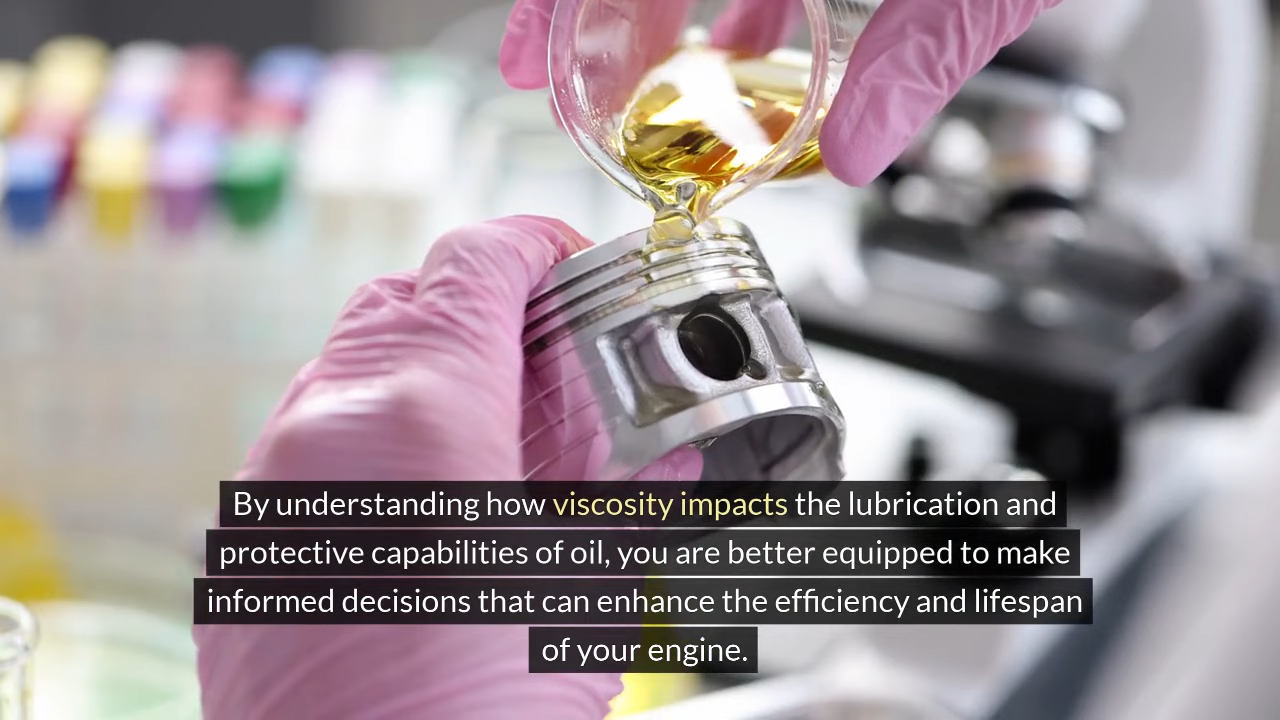 By understanding how viscosity impacts the lubrication and
protective capabilities of oil, you are better equipped to make
informed decisions that can enhance the efficiency and lifespan
of your engine.